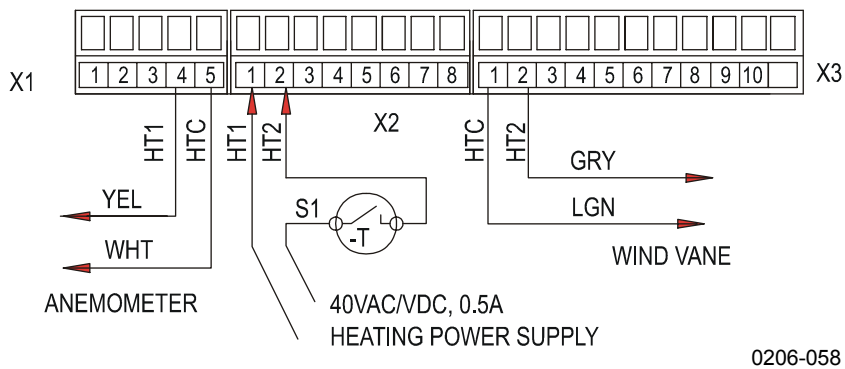 X1 1 2 3 4 5 1 2 3 4 5 6 7 8 1 2 3 4 5 6 7 8 9 10 X3
X2
HT1 HTC HT1 HT2 HTC HT2
GRY
YEL S1 LGN
-T
WHT WIND VANE
ANEMOMETER 40VAC/VDC, 0.5A
HEATING POWER SUPPLY
0206-058